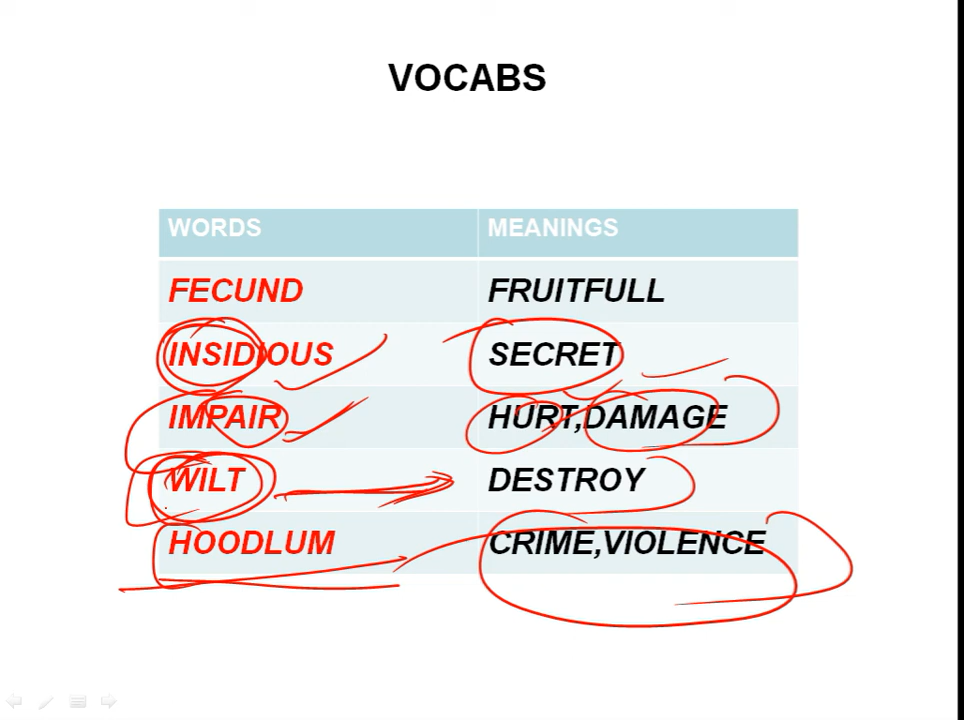 VOCABS
WORDS MEANINGS
FECUND FRUITFULL
INSIDIOUS SECRET
IMPAIR HURT,DAMAGE
WILT DESTROY
HOODLUM CRIME,VIOLENCE